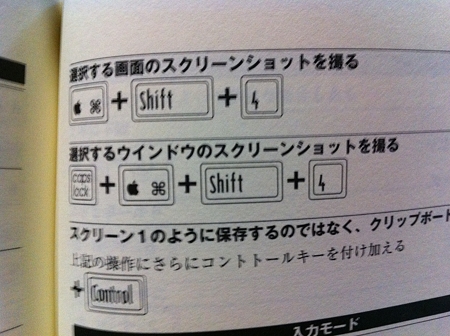 選択する画面のスクリーンショットを撮る
⌘ + Shift + 4
選択するウインドウのスクリーンショットを撮る
caps lock + ⌘ + Shift + 4
スクリーン1のように保存するのではなく、クリップボード
上記の操作にさらにコントトールキーを付け加える
+ Control
入力モード